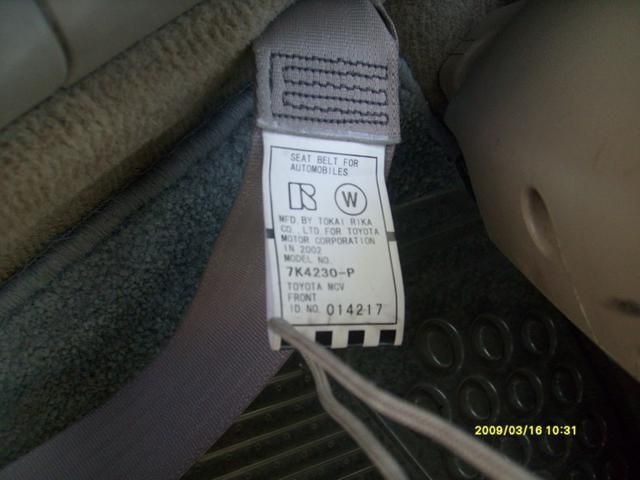 SEAT BELT FOR
AUTOMOBILES
R W
MFD. BY TOKAI RIKA
CO., LTD. FOR TOYOTA
MOTOR CORPORATION
IN 2002
MODEL NO.
7K4230-P
TOYOTA MCV
FRONT
ID. NO. 014217
2009/03/16 10:31